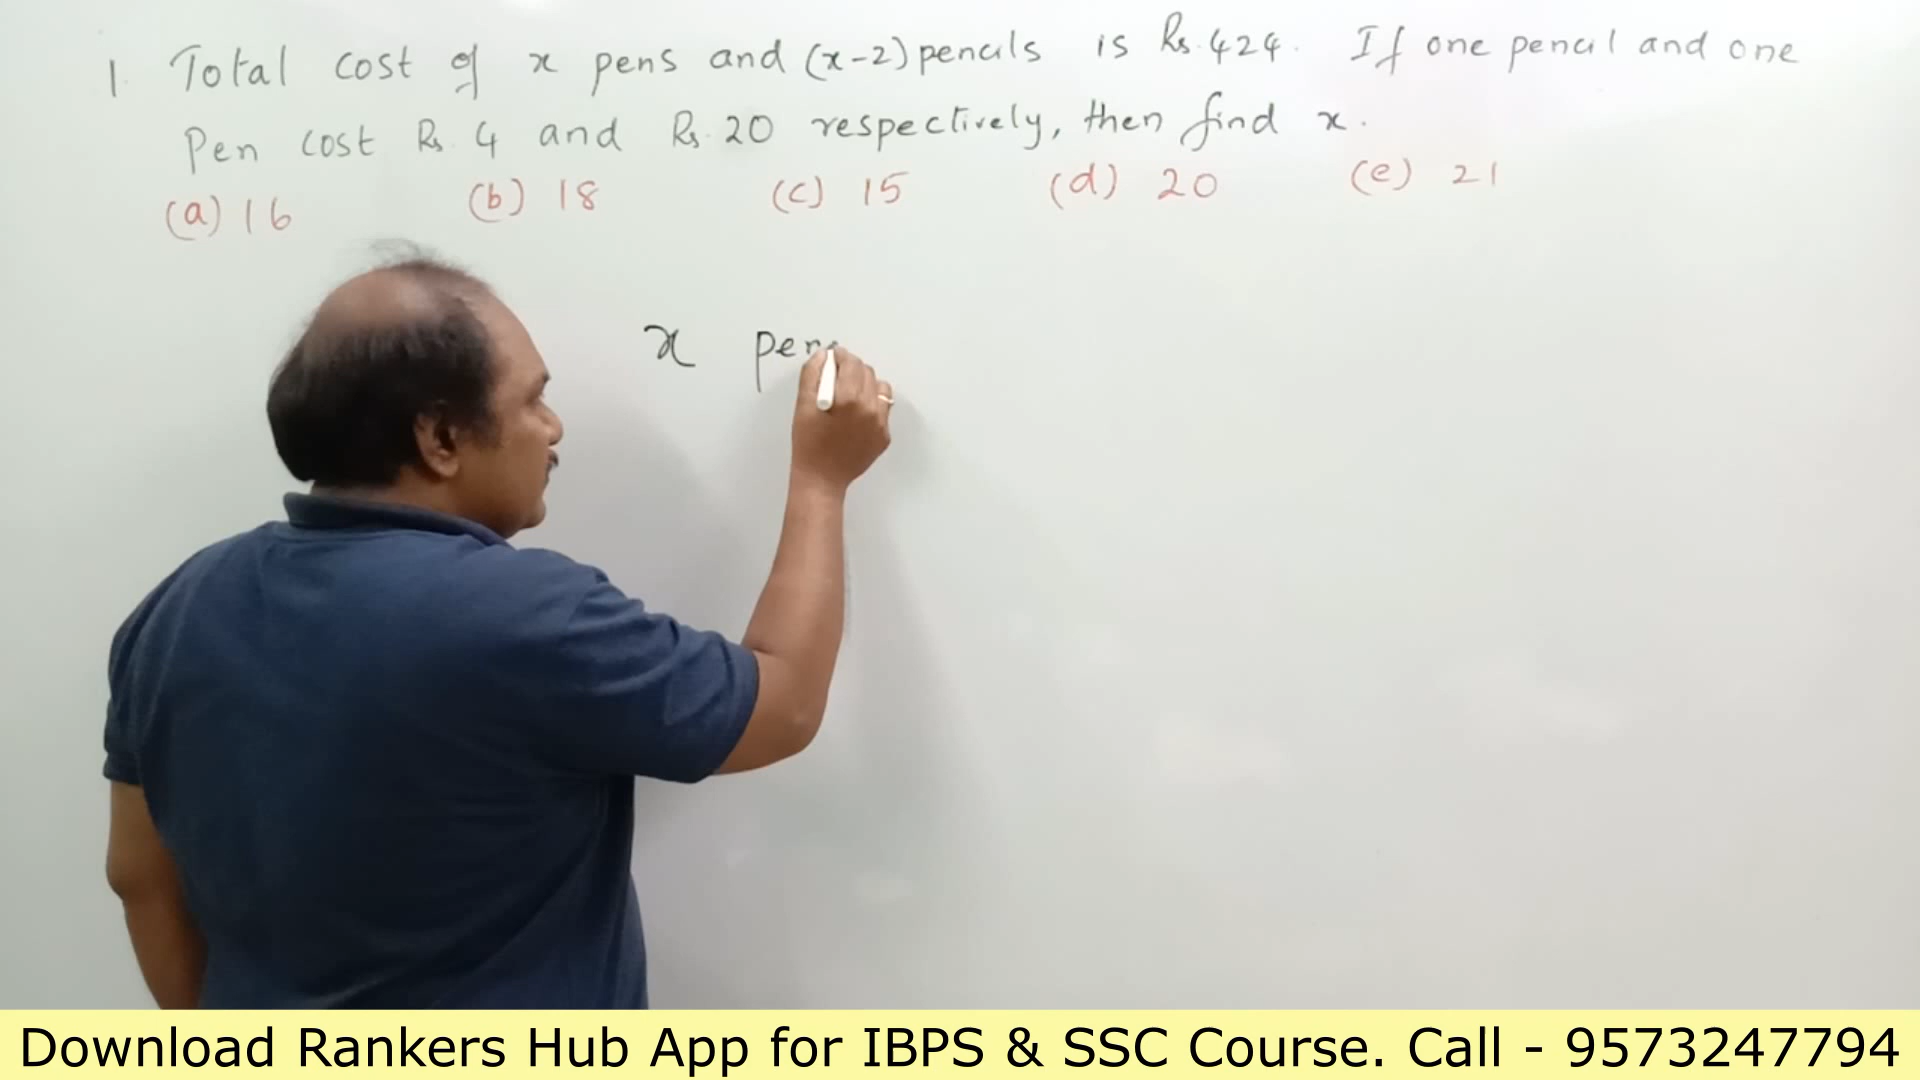 1. Total cost of x pens and (x-2) pencils is Rs. 424. If one pencil and one
Pen cost Rs. 4 and Rs. 20 respectively, then find x.
(a) 16 (b) 18 (c) 15 (d) 20 (e) 21
x pen
Download Rankers Hub App for IBPS & SSC Course. Call - 9573247794